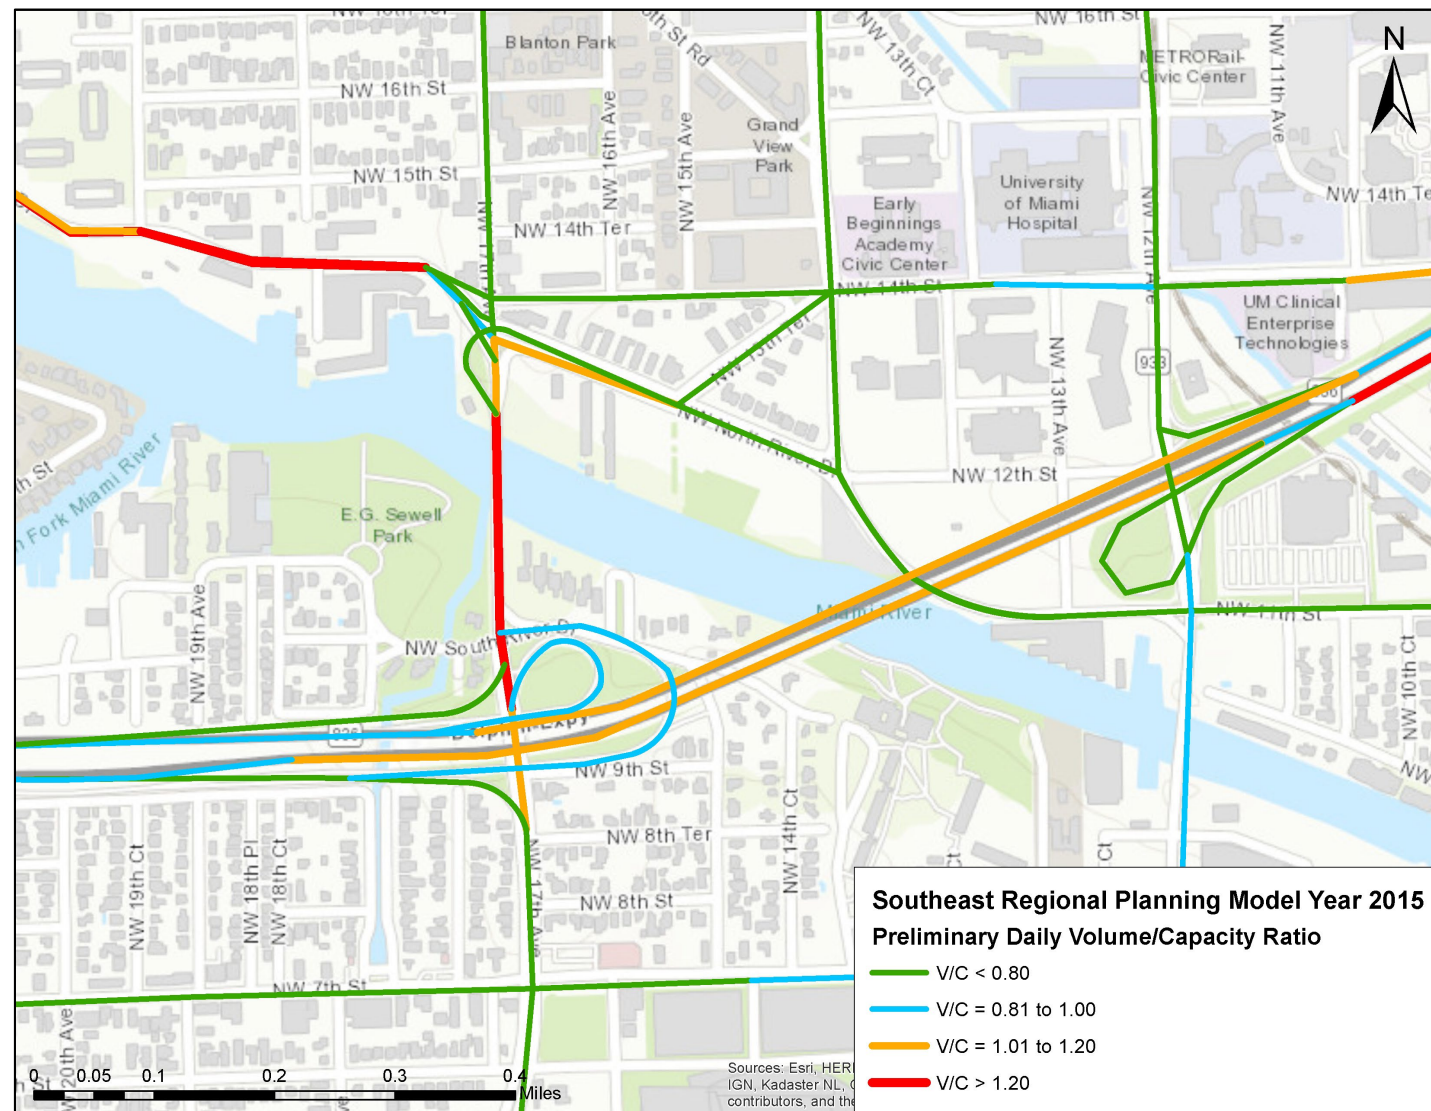 NW 16th St
N
Blanton Park
NW 13th Ct
METRORail-
Civic Center
NW 11th Ave
NW 16th St
NW 16th Ave
NW 15th Ave
Grand
View
Park
NW 15th St
University
of Miami
Hospital
NW 14th Te
Early
Beginnings
Academy
Civic Center
NW 12th Ave
NW 14th Ter
NW 14th St
UM Clinical
Enterprise
Technologies
NW 13th Ter
NW 13th Ave
933
NW North River Dr
NW 12th St
n Fork Miami River
E.G. Sewell
Park
Miami River
NW 11th St
NW 19th Ave
NW South River Dr
NW 10th Ct
836
Dolphin Expy
NW 9th St
NW 8th Ter
NW 14th Ct
NW 19th Ct
NW 18th Pl
NW 18th Ct
NW 17th Ave
NW 8th St
NW 7th St
NW
Ct
Ct
Southeast Regional Planning Model Year 2015
Preliminary Daily Volume/Capacity Ratio
V/C < 0.80
V/C = 0.81 to 1.00
V/C = 1.01 to 1.20
V/C > 1.20
0 0.05 0.1 0.2 0.3 0.4
Miles
Sources: Esri, HERE
IGN, Kadaster NL,
contributors, and the